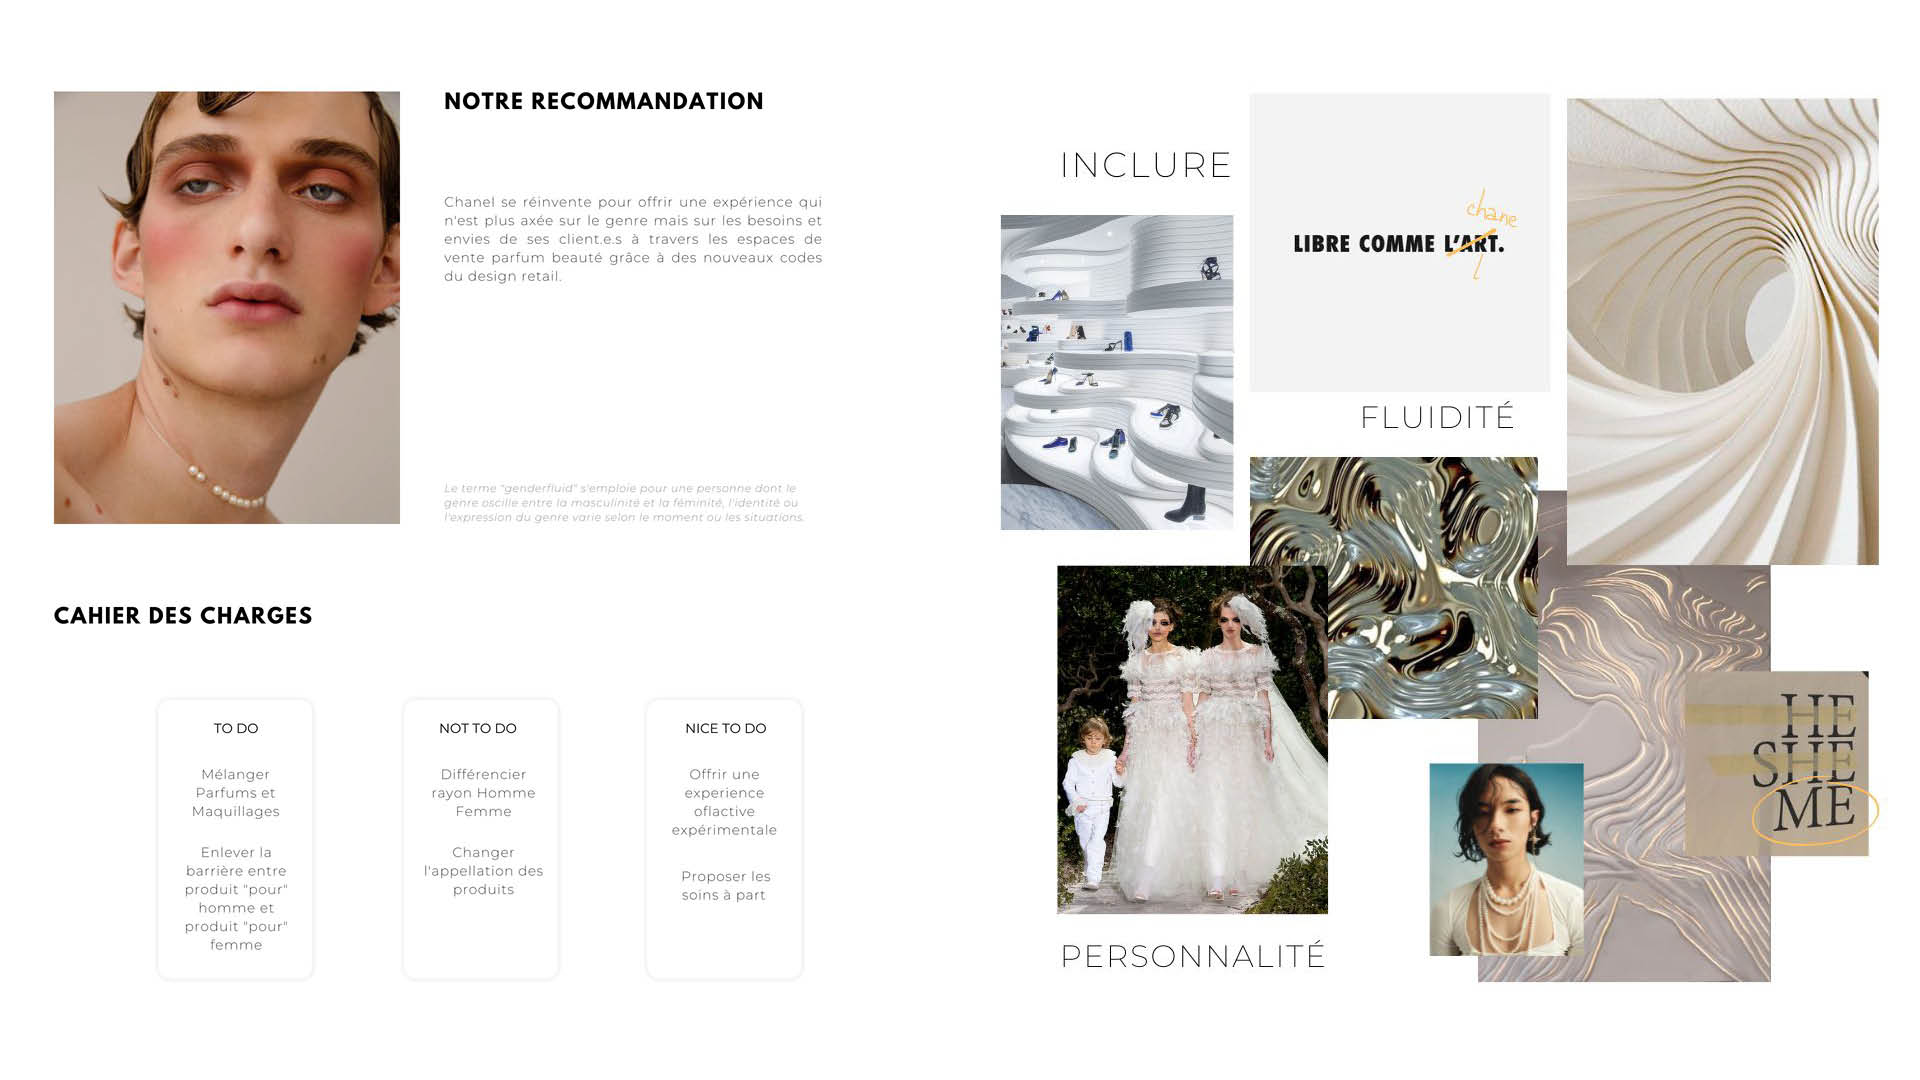 NOTRE RECOMMANDATION
Chanel se réinvente pour offrir une expérience qui
n'est plus axée sur le genre mais sur les besoins et
envies de ses client.e.s à travers les espaces de
vente parfum beauté grâce à des nouveaux codes
du design retail.
Le terme "genderfluid" s'emploie pour une personne dont le
genre oscille entre la masculinité et la féminité, l'identité ou
l'expression du genre varie selon le moment ou les situations.
CAHIER DES CHARGES
TO DO
Mélanger
Parfums et
Maquillages
Enlever la
barrière entre
produit "pour"
homme et
produit "pour"
femme
NOT TO DO
Différencier
rayon Homme
Femme
Changer
l'appellation des
produits
NICE TO DO
Offrir une
experience
oflactive
expérimentale
Proposer les
soins à part
INCLURE
chane
LIBRE COMME L'ART.
l
FLUIDITÉ
HE
SHE
ME
PERSONNALITÉ